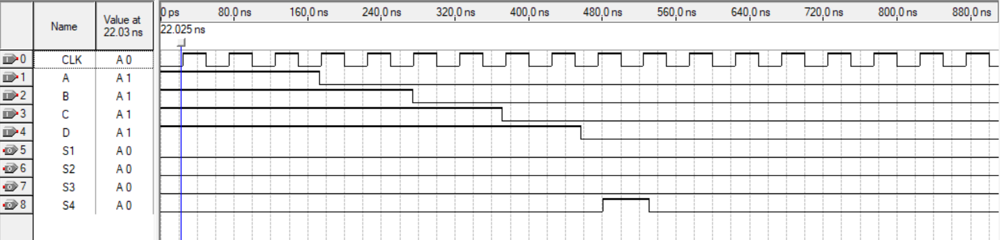 Name Value at 22.03 ns
0 ps 80.0 ns 160.0 ns 240.0 ns 320.0 ns 400.0 ns 480.0 ns 560.0 ns 640.0 ns 720.0 ns 800.0 ns 880.0 ns
22.025 ns
0 CLK A 0
1 A A 1
2 B A 1
3 C A 1
4 D A 1
5 S1 A 0
6 S2 A 0
7 S3 A 0
8 S4 A 0